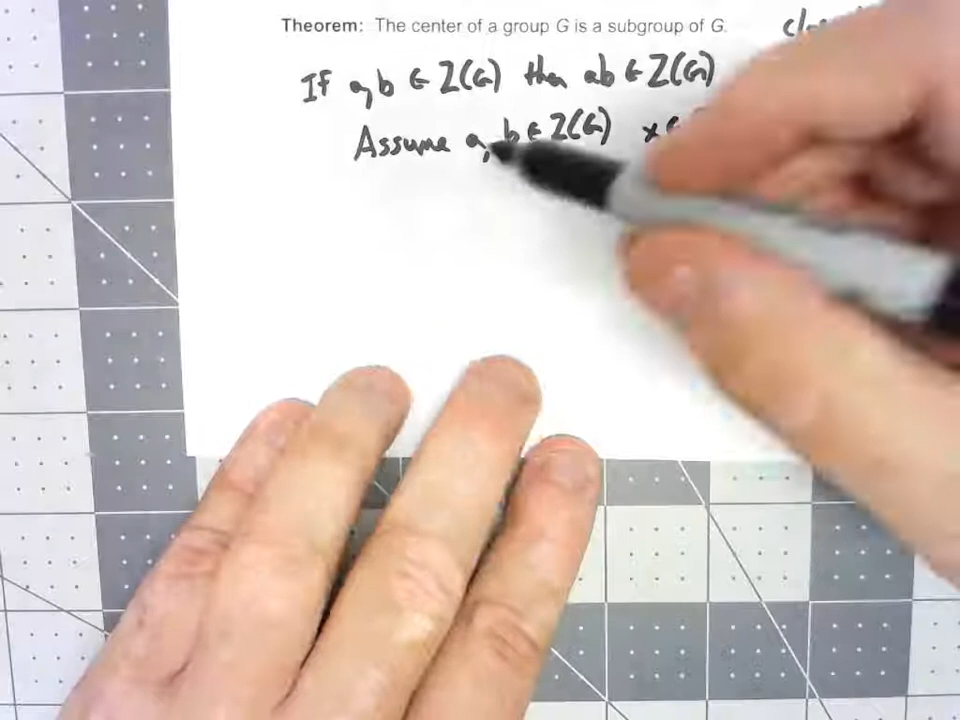 Theorem: The center of a group G is a subgroup of G.
If a, b ∈ Z(G) then ab ∈ Z(G)
Assume a, b ∈ Z(G) x ∈